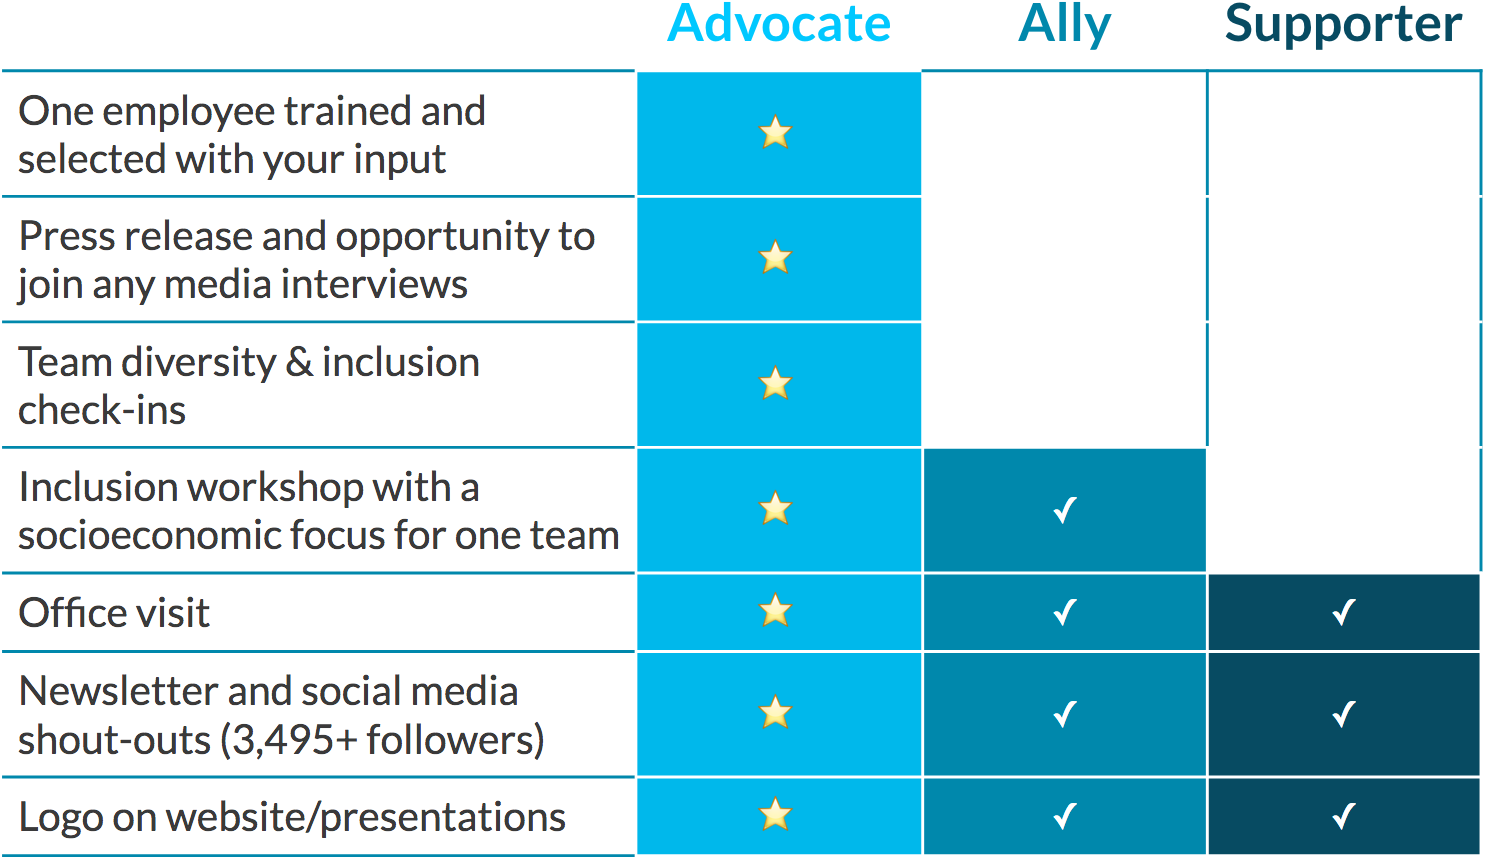 Advocate Ally Supporter
One employee trained and
selected with your input
Press release and opportunity to
join any media interviews
Team diversity & inclusion
check-ins
Inclusion workshop with a
socioeconomic focus for one team
Office visit
Newsletter and social media
shout-outs (3,495+ followers)
Logo on website/presentations